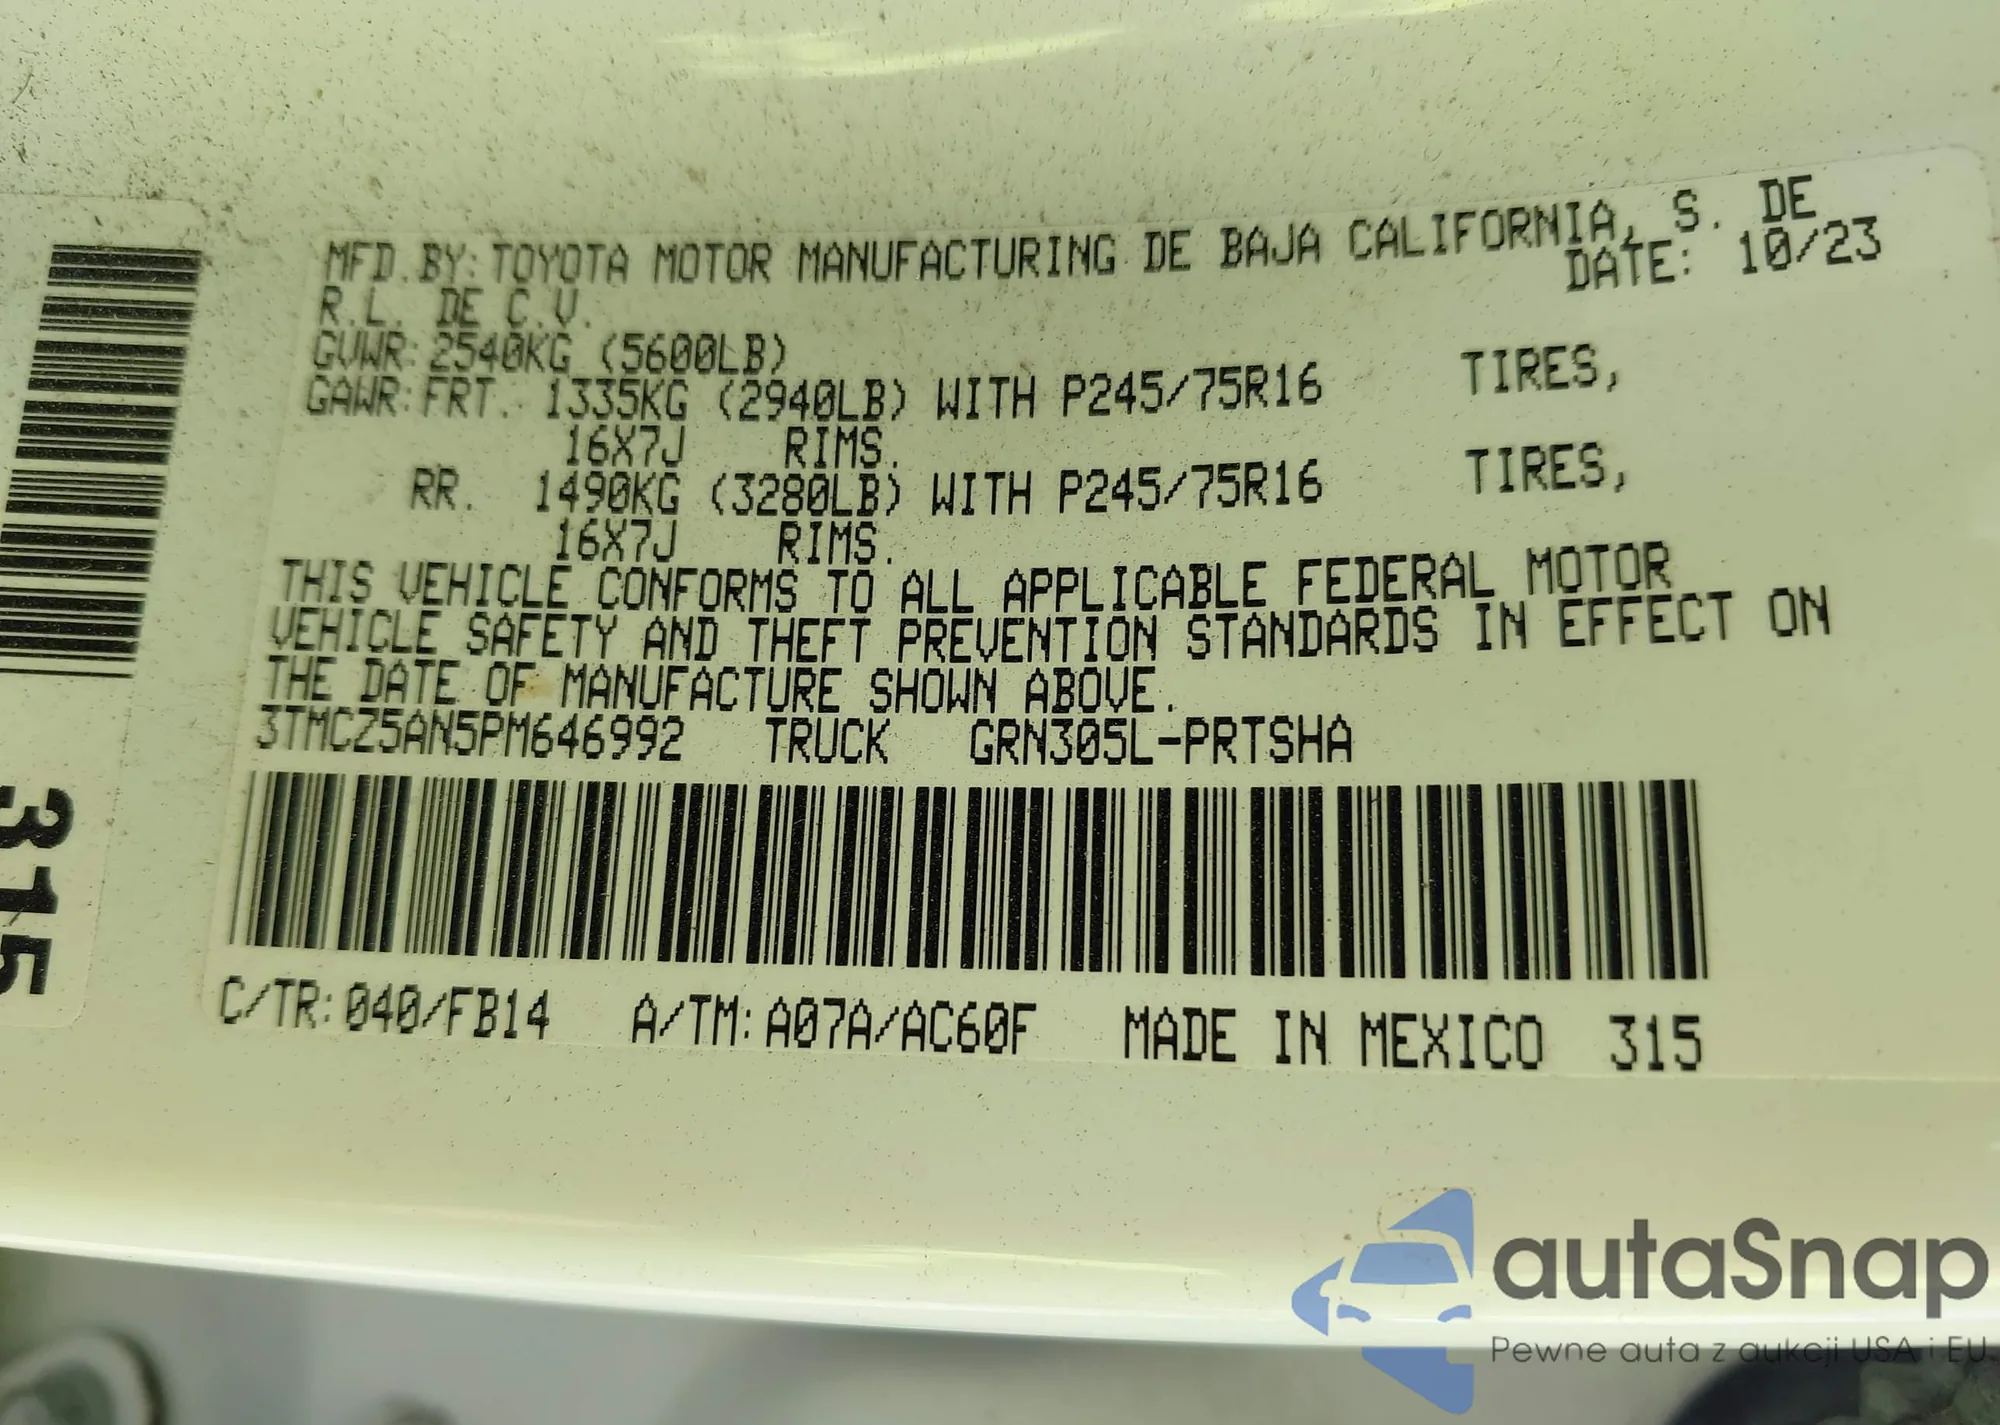 MFD.BY:TOYOTA MOTOR MANUFACTURING DE BAJA CALIFORNIA, S. DE
R.L. DE C.V. DATE: 10/23
GVWR:2540KG (5600LB)
GAWR:FRT. 1335KG (2940LB) WITH P245/75R16 TIRES,
16X7J RIMS.
RR. 1490KG (3280LB) WITH P245/75R16 TIRES,
16X7J RIMS.
THIS VEHICLE CONFORMS TO ALL APPLICABLE FEDERAL MOTOR
VEHICLE SAFETY AND THEFT PREVENTION STANDARDS IN EFFECT ON
THE DATE OF MANUFACTURE SHOWN ABOVE.
3TMCZ5AN5PM646992 TRUCK GRN305L-PRTSHA
C/TR:040/FB14 A/TM:A07A/AC60F MADE IN MEXICO 315
315
autaSnap
Pewne auta z aukcji USA i EU